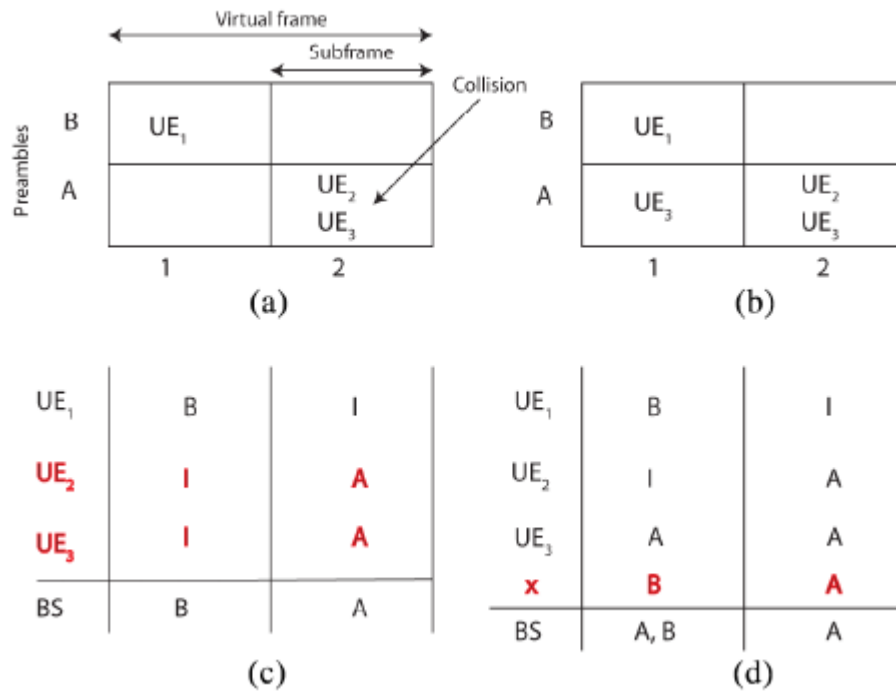 Virtual frame
Subframe
Collision
Preambles
B UE₁
A UE₂
UE₃
1 2
(a)
B UE₁
A UE₃ UE₂
UE₃
1 2
(b)
UE₁ B I
UE₂ I A
UE₃ I A
BS B A
(c)
UE₁ B I
UE₂ I A
UE₃ A A
x B A
BS A, B A
(d)